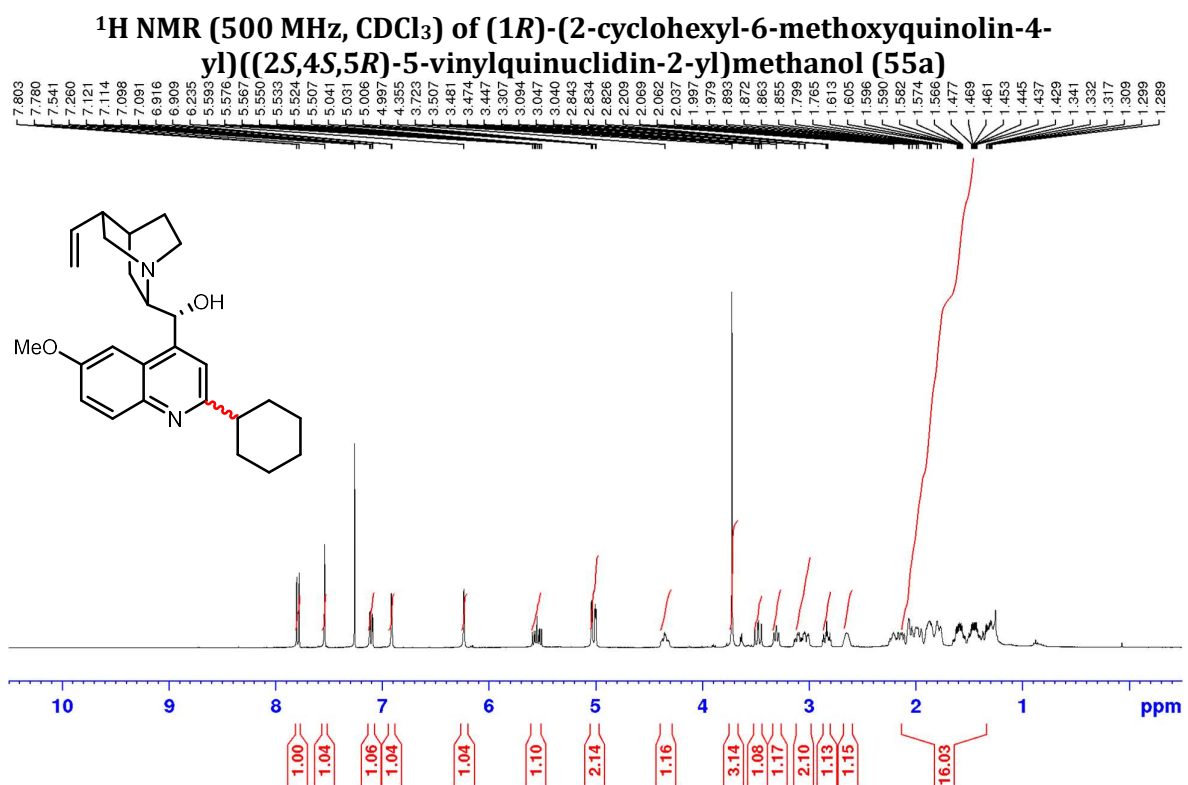 ¹H NMR (500 MHz, CDCl₃) of (1R)-(2-cyclohexyl-6-methoxyquinolin-4-
yl)((2S,4S,5R)-5-vinylquinuclidin-2-yl)methanol (55a)
7.803 7.780 7.541 7.260 7.121 7.114 7.098 7.091 6.916 6.909 6.235 5.593 5.576 5.567 5.550 5.533 5.524 5.507 5.041 5.031 5.006 4.997 4.355 3.723 3.507 3.481 3.474 3.447 3.307 3.094 3.047 3.040 2.843 2.834 2.826 2.209 2.069 2.062 2.037 1.997 1.979 1.893 1.872 1.863 1.855 1.799 1.765 1.613 1.605 1.596 1.590 1.582 1.574 1.566 1.477 1.469 1.461 1.453 1.445 1.437 1.429 1.341 1.332 1.317 1.309 1.299 1.289
N
OH
MeO
N
10 9 8 7 6 5 4 3 2 1 ppm
1.00 1.04 1.06 1.04 1.04 1.10 2.14 1.16 3.14 1.08 1.17 2.10 1.13 1.15 16.03